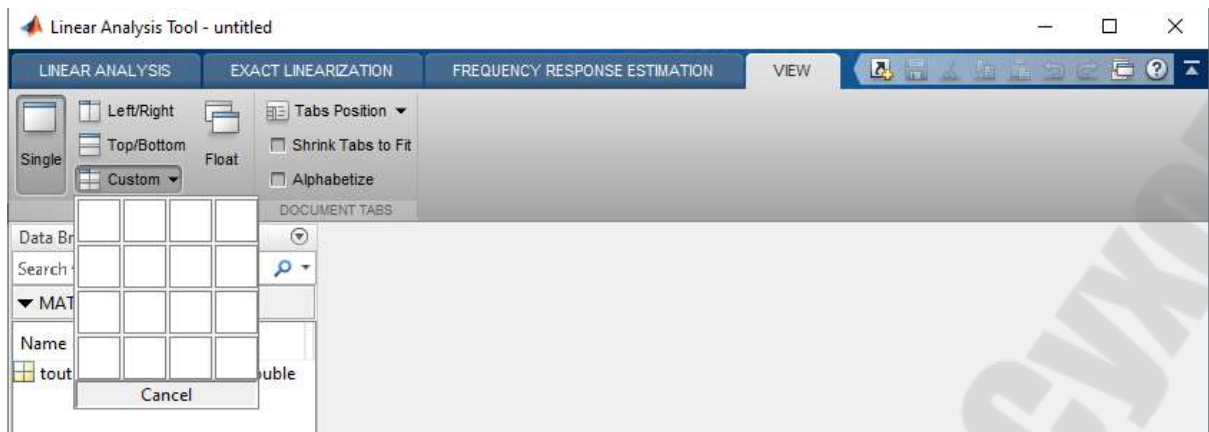 Linear Analysis Tool - untitled
LINEAR ANALYSIS EXACT LINEARIZATION FREQUENCY RESPONSE ESTIMATION VIEW
Single
Left/Right
Top/Bottom
Custom
Float
Tabs Position
Shrink Tabs to Fit
Alphabetize
DOCUMENT TABS
Data Br
Search
MAT
Name
tout uble
Cancel